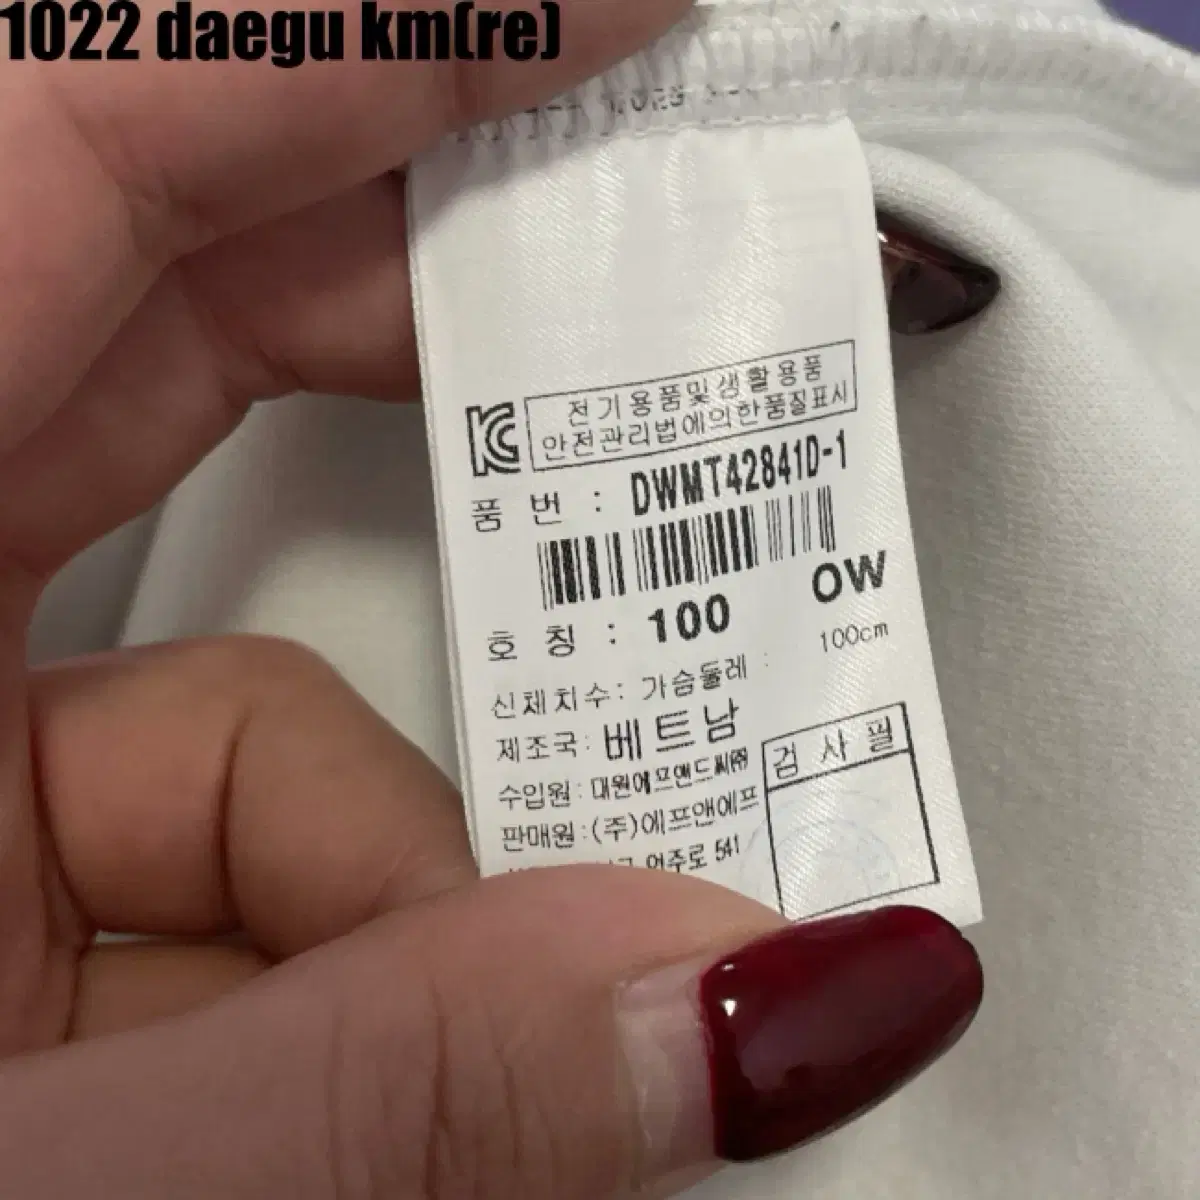 1022 daegu km(re)
전기용품및생활용품
안전관리법에의한품질표시
품 번 : DWMT42841D-1
OW
호 칭 : 100
신체치수: 가슴둘레 : 100cm
제조국: 베트남
수입원: 대원에프앤드씨㈜
판매원:(주)에프앤에프
언주로 541
검 사 필